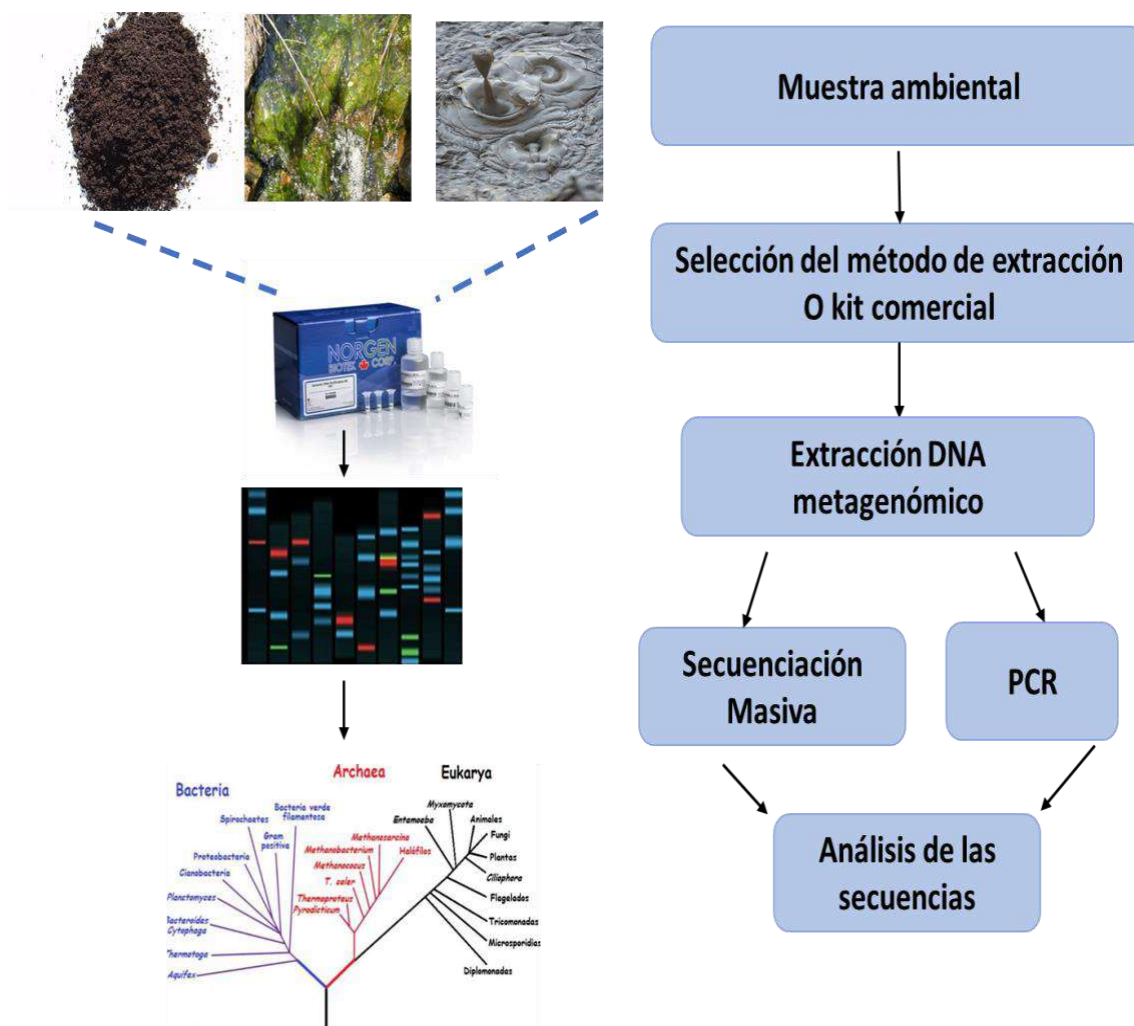 Muestra ambiental
Selección del método de extracción
O kit comercial
Extracción DNA
metagenómico
Secuenciación
Masiva
PCR
Análisis de las
secuencias
NORGEN
BIOTEK CORP.
Bacteria
Archaea
Eukarya
Spirochaetes
Bacteria verde
filamentosa
Gram
positiva
Proteobacteria
Cianobacteria
Planctomyces
Bacteroides
Cytophaga
Thermotoga
Aquifex
Methanosarcina
Methanobacterium
Halófilos
Methanococus
T. celer
Thermoproteus
Pyrodicticum
Myxomycota
Entamoeba
Animales
Fungi
Plantas
Ciliophora
Flagelados
Tricomonadas
Microsporidias
Diplomonadas